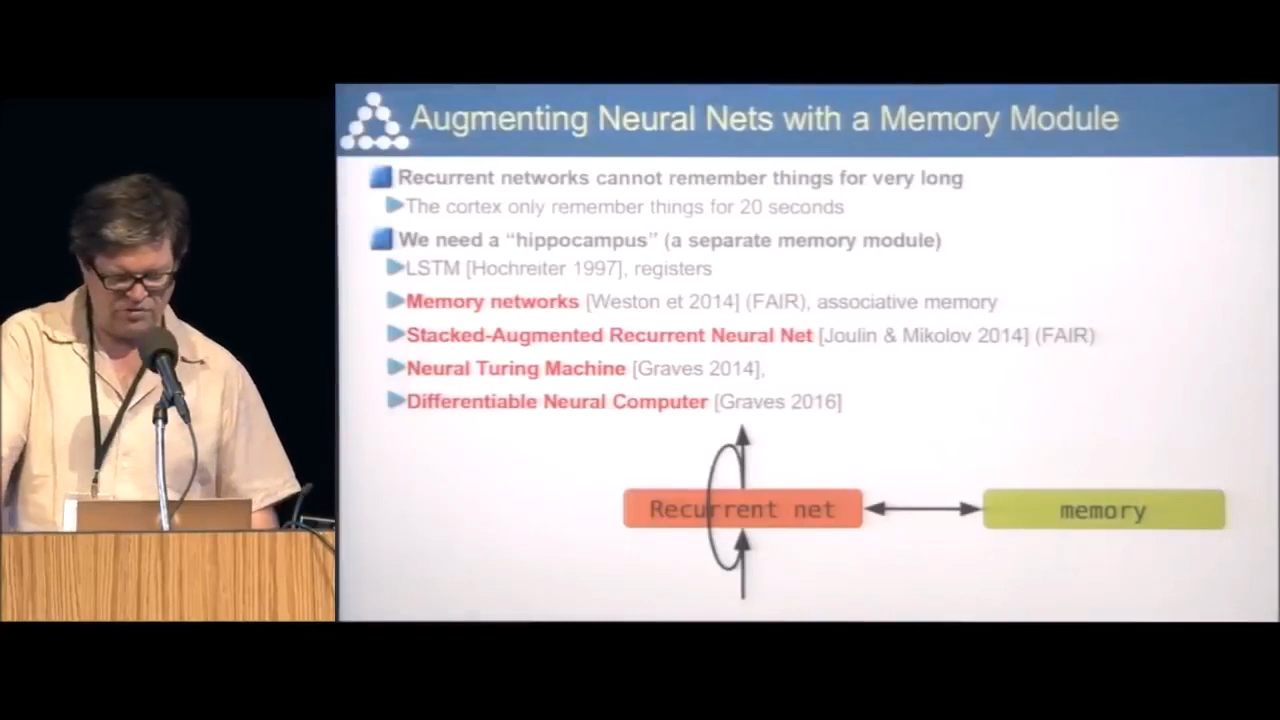 Augmenting Neural Nets with a Memory Module
Recurrent networks cannot remember things for very long
The cortex only remember things for 20 seconds
We need a “hippocampus” (a separate memory module)
LSTM [Hochreiter 1997], registers
Memory networks [Weston et 2014] (FAIR), associative memory
Stacked-Augmented Recurrent Neural Net [Joulin & Mikolov 2014] (FAIR)
Neural Turing Machine [Graves 2014],
Differentiable Neural Computer [Graves 2016]
Recurrent net
memory